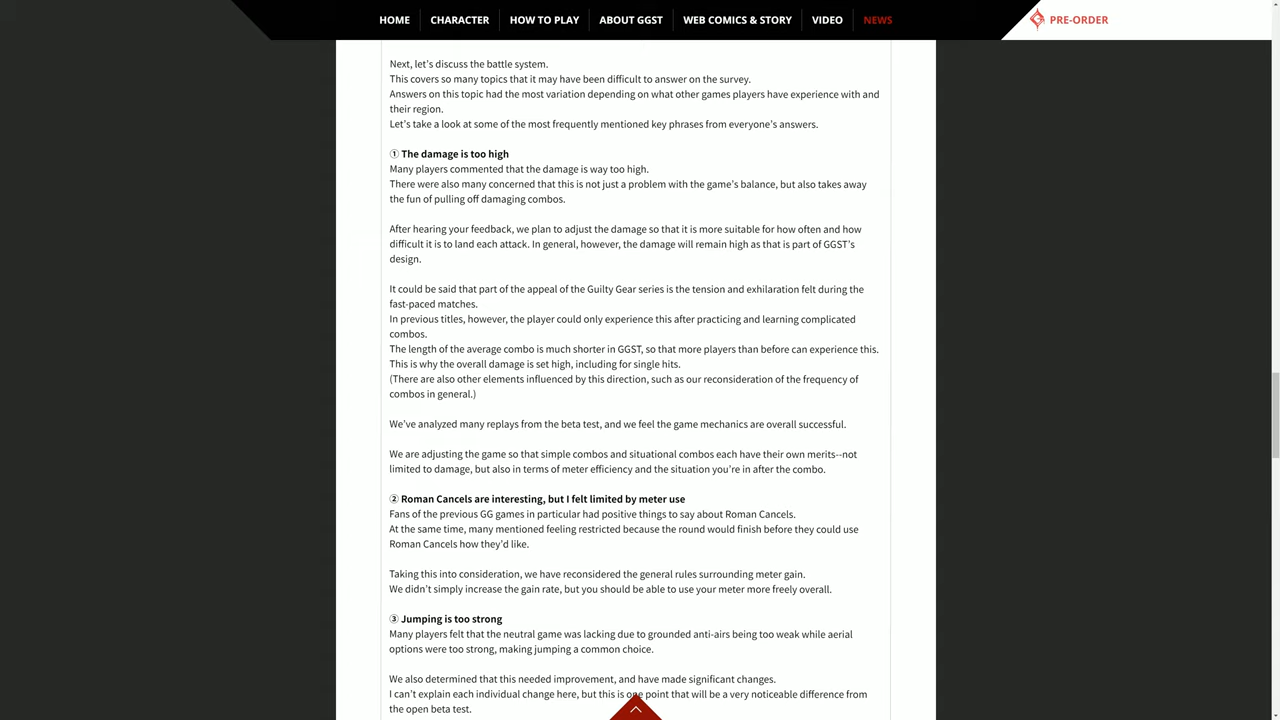 HOME
CHARACTER
HOW TO PLAY
ABOUT GGST
WEB COMICS & STORY
VIDEO
NEWS
PRE-ORDER
Next, let's discuss the battle system.
This covers so many topics that it may have been difficult to answer on the survey.
Answers on this topic had the most variation depending on what other games players have experience with and
their region.
Let's take a look at some of the most frequently mentioned key phrases from everyone's answers.
① The damage is too high
Many players commented that the damage is way too high.
There were also many concerned that this is not just a problem with the game's balance, but also takes away
the fun of pulling off damaging combos.
After hearing your feedback, we plan to adjust the damage so that it is more suitable for how often and how
difficult it is to land each attack. In general, however, the damage will remain high as that is part of GGST's
design.
It could be said that part of the appeal of the Guilty Gear series is the tension and exhilaration felt during the
fast-paced matches.
In previous titles, however, the player could only experience this after practicing and learning complicated
combos.
The length of the average combo is much shorter in GGST, so that more players than before can experience this.
This is why the overall damage is set high, including for single hits.
(There are also other elements influenced by this direction, such as our reconsideration of the frequency of
combos in general.)
We've analyzed many replays from the beta test, and we feel the game mechanics are overall successful.
We are adjusting the game so that simple combos and situational combos each have their own merits--not
limited to damage, but also in terms of meter efficiency and the situation you're in after the combo.
② Roman Cancels are interesting, but I felt limited by meter use
Fans of the previous GG games in particular had positive things to say about Roman Cancels.
At the same time, many mentioned feeling restricted because the round would finish before they could use
Roman Cancels how they'd like.
Taking this into consideration, we have reconsidered the general rules surrounding meter gain.
We didn't simply increase the gain rate, but you should be able to use your meter more freely overall.
③ Jumping is too strong
Many players felt that the neutral game was lacking due to grounded anti-airs being too weak while aerial
options were too strong, making jumping a common choice.
We also determined that this needed improvement, and have made significant changes.
I can't explain each individual change here, but this is one point that will be a very noticeable difference from
the open beta test.